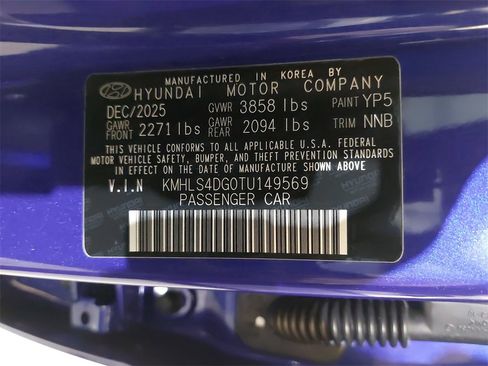 MANUFACTURED IN KOREA BY
HYUNDAI MOTOR COMPANY
DEC/2025 GVWR 3858 lbs PAINT YP5
GAWR FRONT 2271 lbs GAWR REAR 2094 lbs TRIM NNB
THIS VEHICLE CONFORMS TO ALL APPLICABLE U.S.A. FEDERAL
MOTOR VEHICLE SAFETY, BUMPER, AND THEFT PREVENTION STANDARDS
IN EFFECT ON THE DATE OF MANUFACTURE SHOWN ABOVE
V.I.N KMHLS4DG0TU149569
PASSENGER CAR